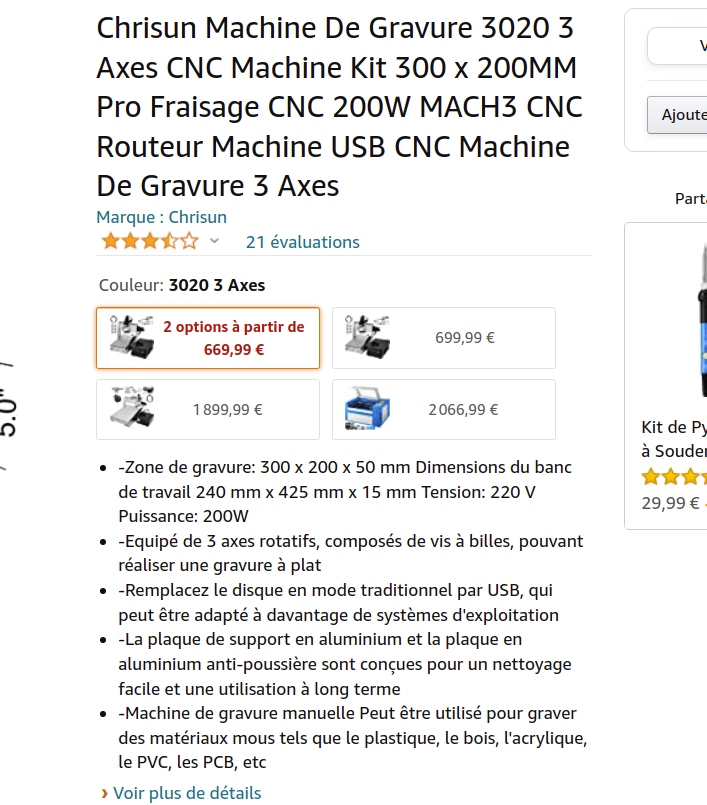 Chrisun Machine De Gravure 3020 3
Axes CNC Machine Kit 300 x 200MM
Pro Fraisage CNC 200W MACH3 CNC
Routeur Machine USB CNC Machine
De Gravure 3 Axes
Marque : Chrisun
21 évaluations
Couleur: 3020 3 Axes
2 options à partir de
669,99 €
699,99 €
1 899,99 €
2 066,99 €
-Zone de gravure: 300 x 200 x 50 mm Dimensions du banc
de travail 240 mm x 425 mm x 15 mm Tension: 220 V
Puissance: 200W
-Equipé de 3 axes rotatifs, composés de vis à billes, pouvant
réaliser une gravure à plat
-Remplacez le disque en mode traditionnel par USB, qui
peut être adapté à davantage de systèmes d'exploitation
-La plaque de support en aluminium et la plaque en
aluminium anti-poussière sont conçues pour un nettoyage
facile et une utilisation à long terme
-Machine de gravure manuelle Peut être utilisé pour graver
des matériaux mous tels que le plastique, le bois, l'acrylique,
le PVC, les PCB, etc
› Voir plus de détails
5.0"
V
Ajoute
Parta
Kit de Py
à Souder
29,99 €